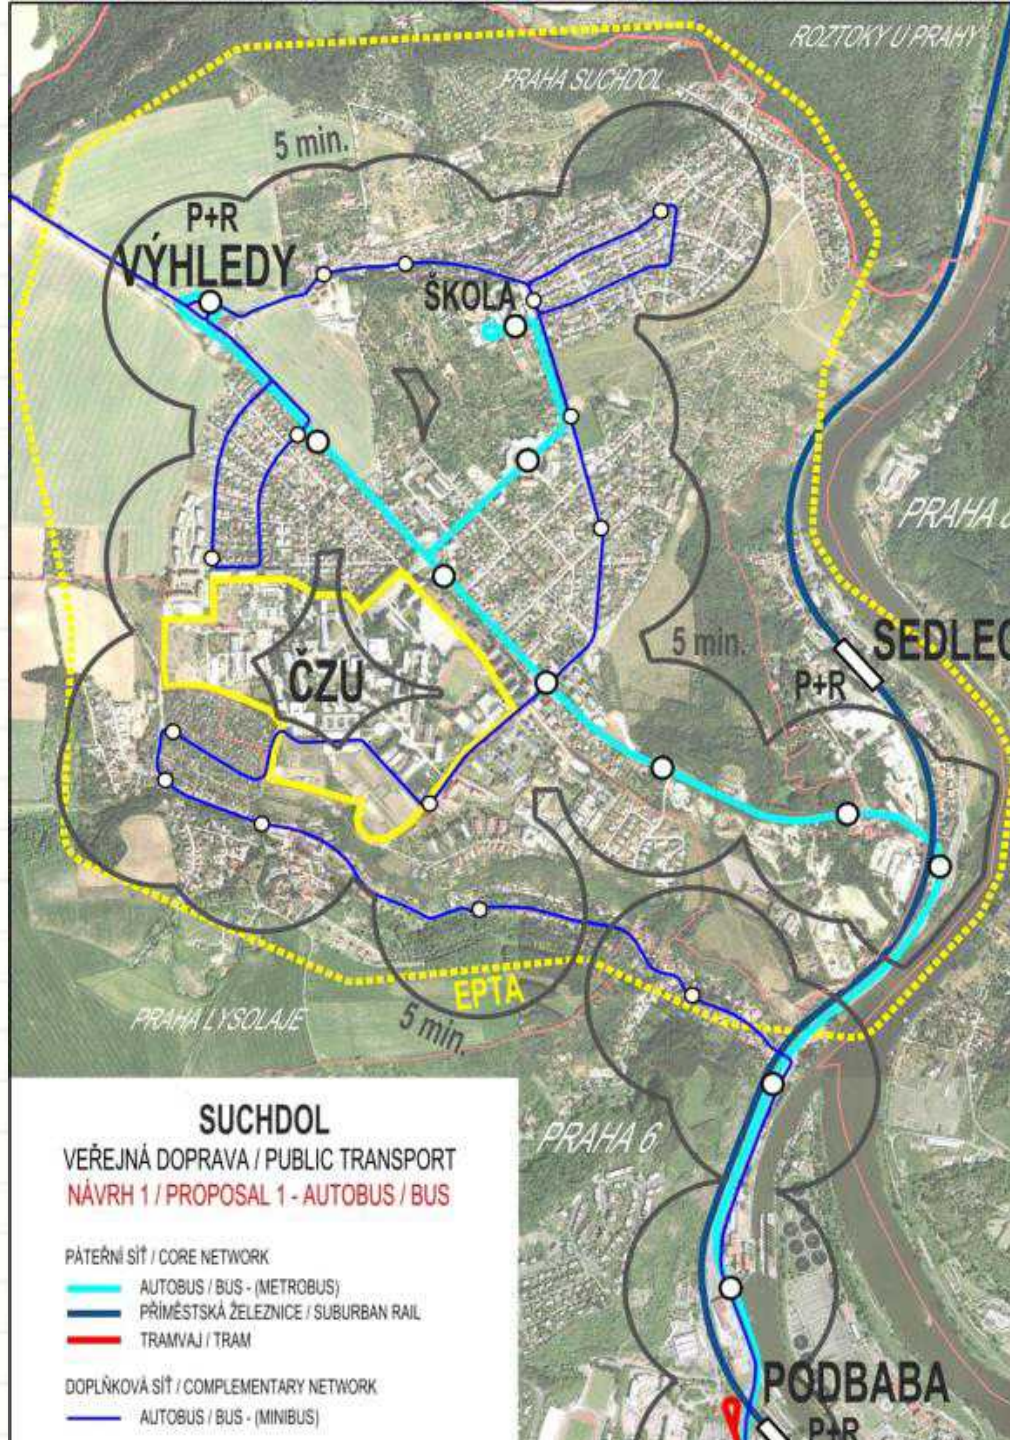 ROZTOKY U PRAHY
PRAHA SUCHDOL
5 min.
P+R
VÝHLEDY
ŠKOLA
PRAHA 8
SEDLEC
5 min.
P+R
ČZU
EPTA
PRAHA LYSOLAJE
5 min.
PRAHA 6
SUCHDOL
VEŘEJNÁ DOPRAVA / PUBLIC TRANSPORT
NÁVRH 1 / PROPOSAL 1 - AUTOBUS / BUS
PÁTEŘNÍ SÍŤ / CORE NETWORK
AUTOBUS / BUS - (METROBUS)
PŘÍMĚSTSKÁ ŽELEZNICE / SUBURBAN RAIL
TRAMVAJ / TRAM
DOPLŇKOVÁ SÍŤ / COMPLEMENTARY NETWORK
AUTOBUS / BUS - (MINIBUS)
PODBABA
P+R